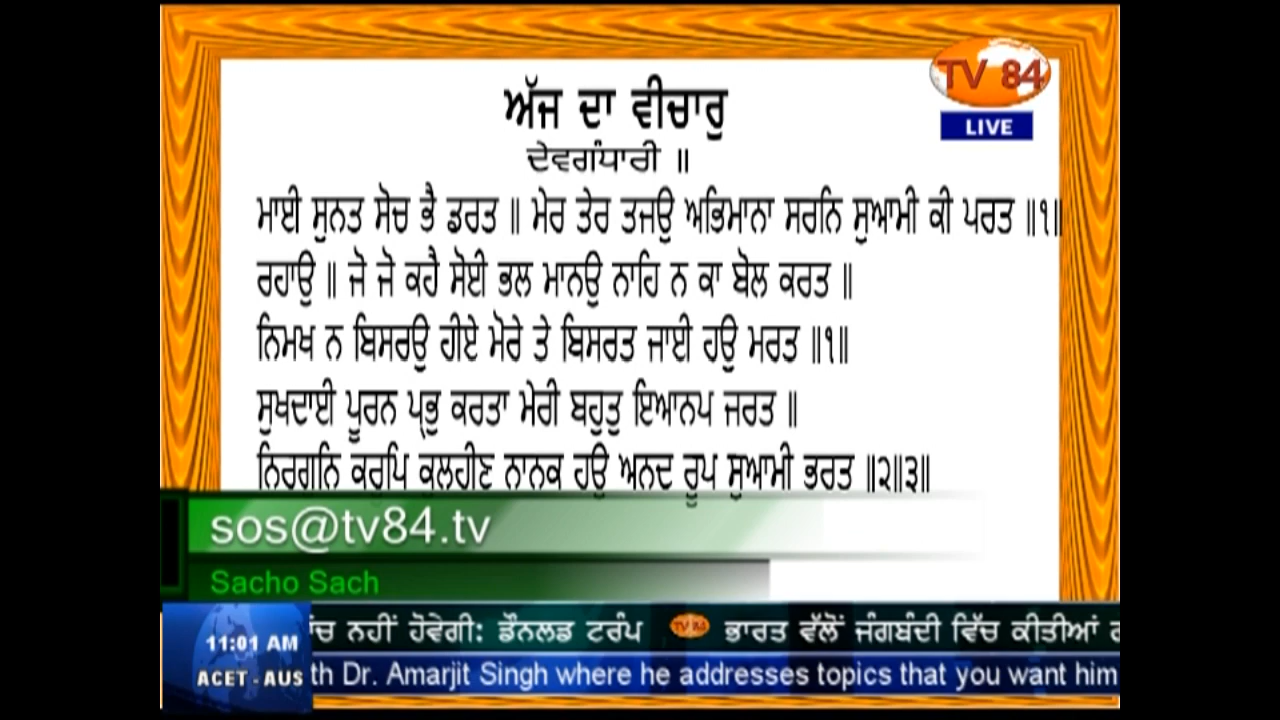 TV 84
LIVE
ਅੱਜ ਦਾ ਵੀਚਾਰੁ
ਦੇਵਗੰਧਾਰੀ ॥
ਮਾਈ ਸੁਨਤ ਸੋਚ ਭੈ ਡਰਤ ॥ ਮੇਰ ਤੇਰ ਤਜਉ ਅਭਿਮਾਨਾ ਸਰਨਿ ਸੁਆਮੀ ਕੀ ਪਰਤ ॥੧॥
ਰਹਾਉ ॥ ਜੋ ਜੋ ਕਹੈ ਸੋਈ ਭਲ ਮਾਨਉ ਨਾਹਿ ਨ ਕਾ ਬੋਲ ਕਰਤ ॥
ਨਿਮਖ ਨ ਬਿਸਰਉ ਹੀਏ ਮੋਰੇ ਤੇ ਬਿਸਰਤ ਜਾਈ ਹਉ ਮਰਤ ॥੧॥
ਸੁਖਦਾਈ ਪੂਰਨ ਪ੍ਰਭੁ ਕਰਤਾ ਮੇਰੀ ਬਹੁਤੁ ਇਆਨਪ ਜਰਤ ॥
ਨਿਰਗੁਨਿ ਕਰੂਪਿ ਕੁਲਹੀਣ ਨਾਨਕ ਹਉ ਅਨਦ ਰੂਪ ਸੁਆਮੀ ਭਰਤ ॥੨॥੩॥
sos@tv84.tv
Sacho Sach
11:01 AM
ACET - AUS
ਨਹੀਂ ਹੋਵੇਗੀ: ਡੌਨਲਡ ਟਰੰਪ TV 84 ਭਾਰਤ ਵੱਲੋਂ ਜੰਗਬੰਦੀ ਵਿੱਚ ਕੀਤੀਆਂ
th Dr. Amarjit Singh where he addresses topics that you want him